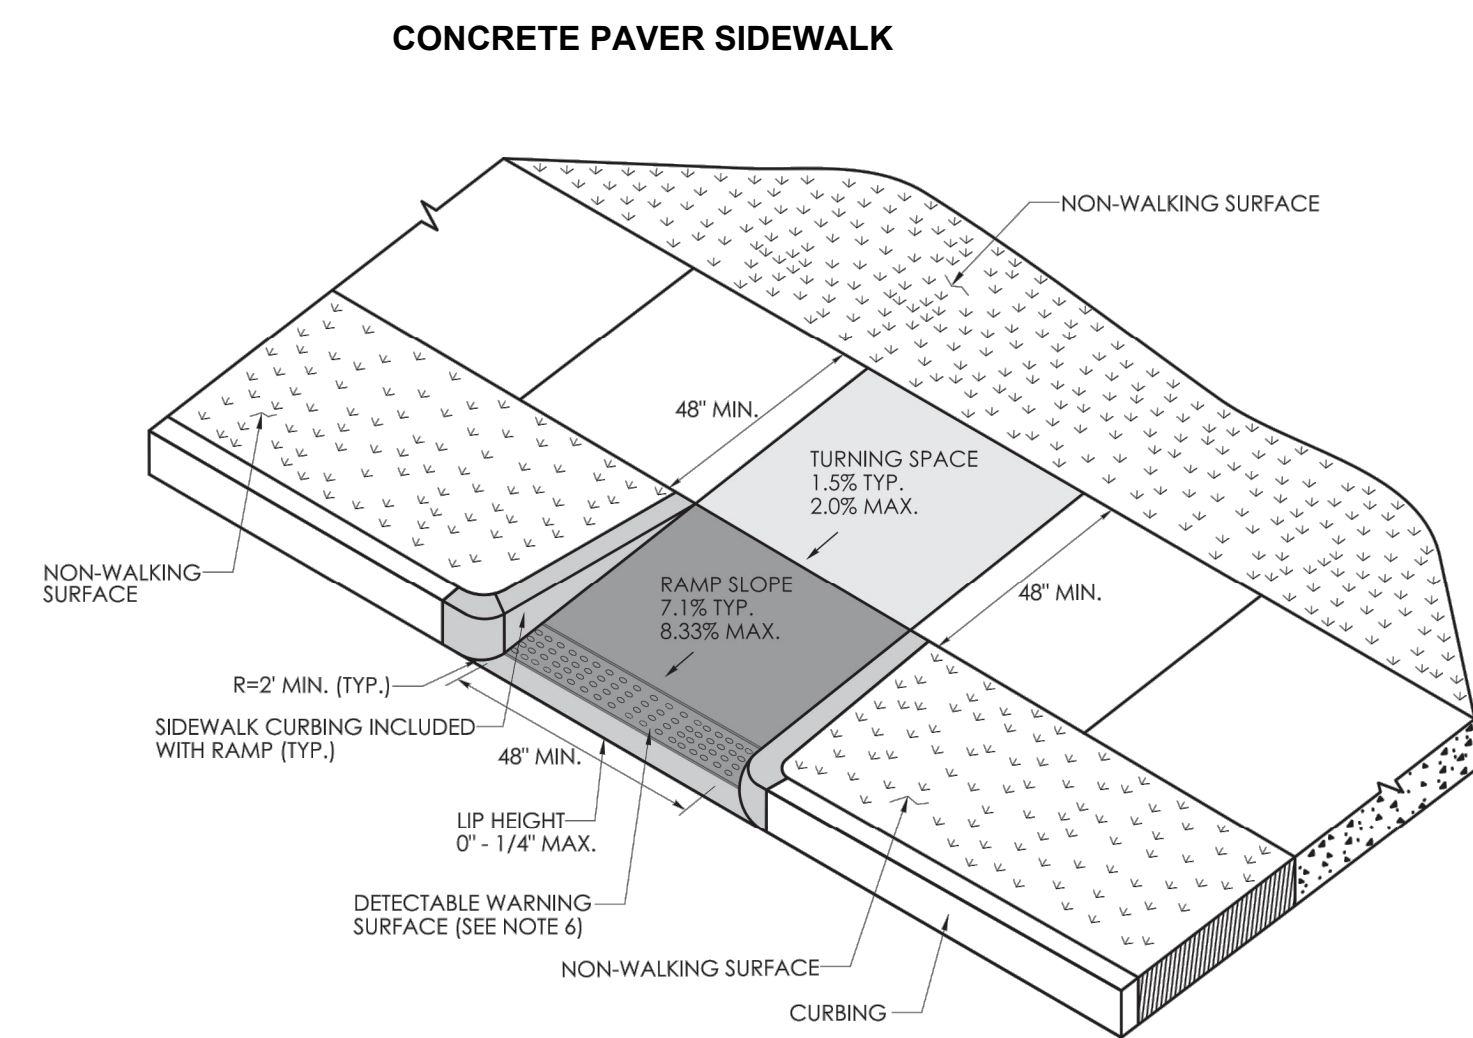 CONCRETE PAVER SIDEWALK
NON-WALKING SURFACE
48" MIN.
TURNING SPACE
1.5% TYP.
2.0% MAX.
RAMP SLOPE
7.1% TYP.
8.33% MAX.
48" MIN.
NON-WALKING
SURFACE
R=2' MIN. (TYP.)
SIDEWALK CURBING INCLUDED
WITH RAMP (TYP.)
48" MIN.
LIP HEIGHT
0" - 1/4" MAX.
DETECTABLE WARNING
SURFACE (SEE NOTE 6)
NON-WALKING SURFACE
CURBING